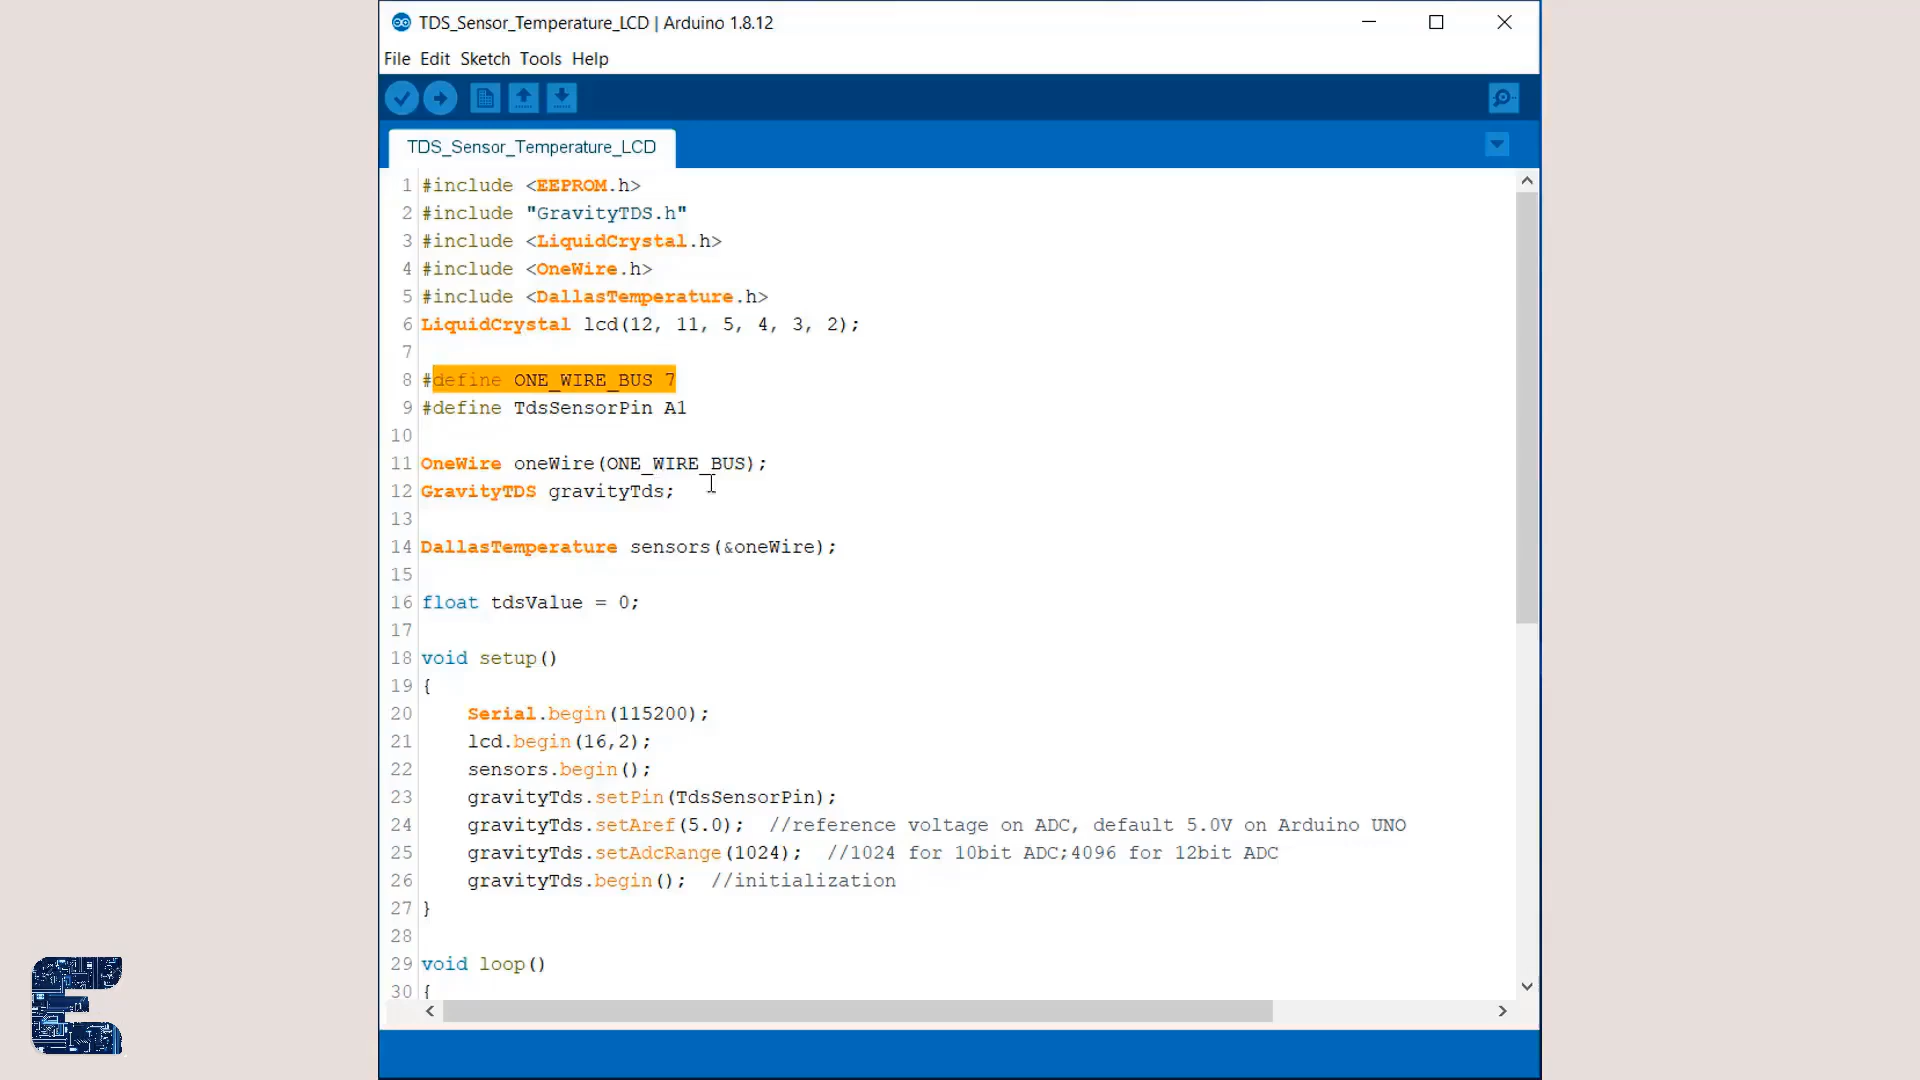 TDS_Sensor_Temperature_LCD | Arduino 1.8.12
File Edit Sketch Tools Help
TDS_Sensor_Temperature_LCD
1 #include <EEPROM.h>
2 #include "GravityTDS.h"
3 #include <LiquidCrystal.h>
4 #include <OneWire.h>
5 #include <DallasTemperature.h>
6 LiquidCrystal lcd(12, 11, 5, 4, 3, 2);
7
8 #define ONE_WIRE_BUS 7
9 #define TdsSensorPin A1
10
11 OneWire oneWire(ONE_WIRE_BUS);
12 GravityTDS gravityTds;
13
14 DallasTemperature sensors(&oneWire);
15
16 float tdsValue = 0;
17
18 void setup()
19 {
20 Serial.begin(115200);
21 lcd.begin(16,2);
22 sensors.begin();
23 gravityTds.setPin(TdsSensorPin);
24 gravityTds.setAref(5.0); //reference voltage on ADC, default 5.0V on Arduino UNO
25 gravityTds.setAdcRange(1024); //1024 for 10bit ADC;4096 for 12bit ADC
26 gravityTds.begin(); //initialization
27 }
28
29 void loop()
30 {
E